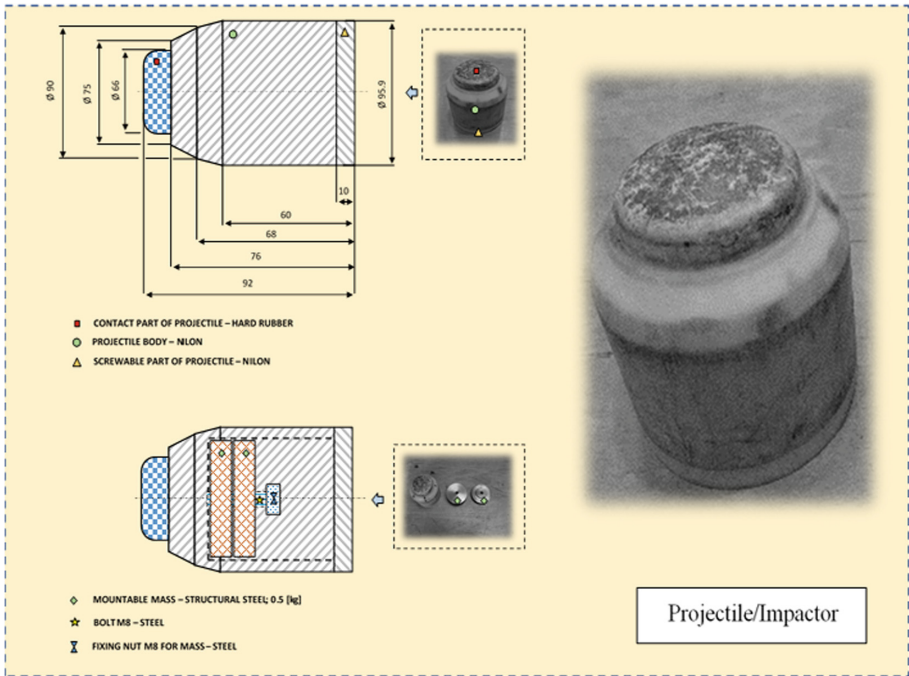 Ø 90
Ø 75
Ø 66
Ø 95.9
10
60
68
76
92
CONTACT PART OF PROJECTILE – HARD RUBBER
PROJECTILE BODY – NILON
SCREWABLE PART OF PROJECTILE – NILON
MOUNTABLE MASS – STRUCTURAL STEEL; 0.5 [kg]
BOLT M8 – STEEL
FIXING NUT M8 FOR MASS – STEEL
Projectile/Impactor